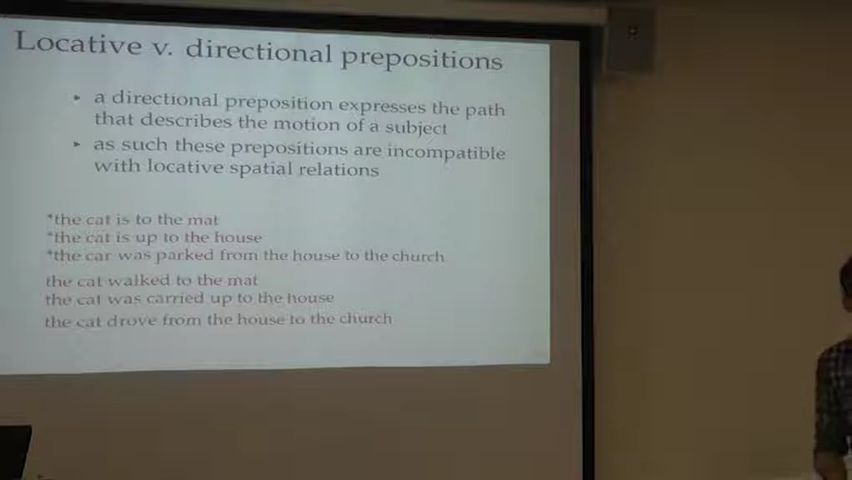 Locative v. directional prepositions
‣ a directional preposition expresses the path
that describes the motion of a subject
‣ as such these prepositions are incompatible
with locative spatial relations
*the cat is to the mat
*the cat is up to the house
*the car was parked from the house to the church
the cat walked to the mat
the cat was carried up to the house
the cat drove from the house to the church